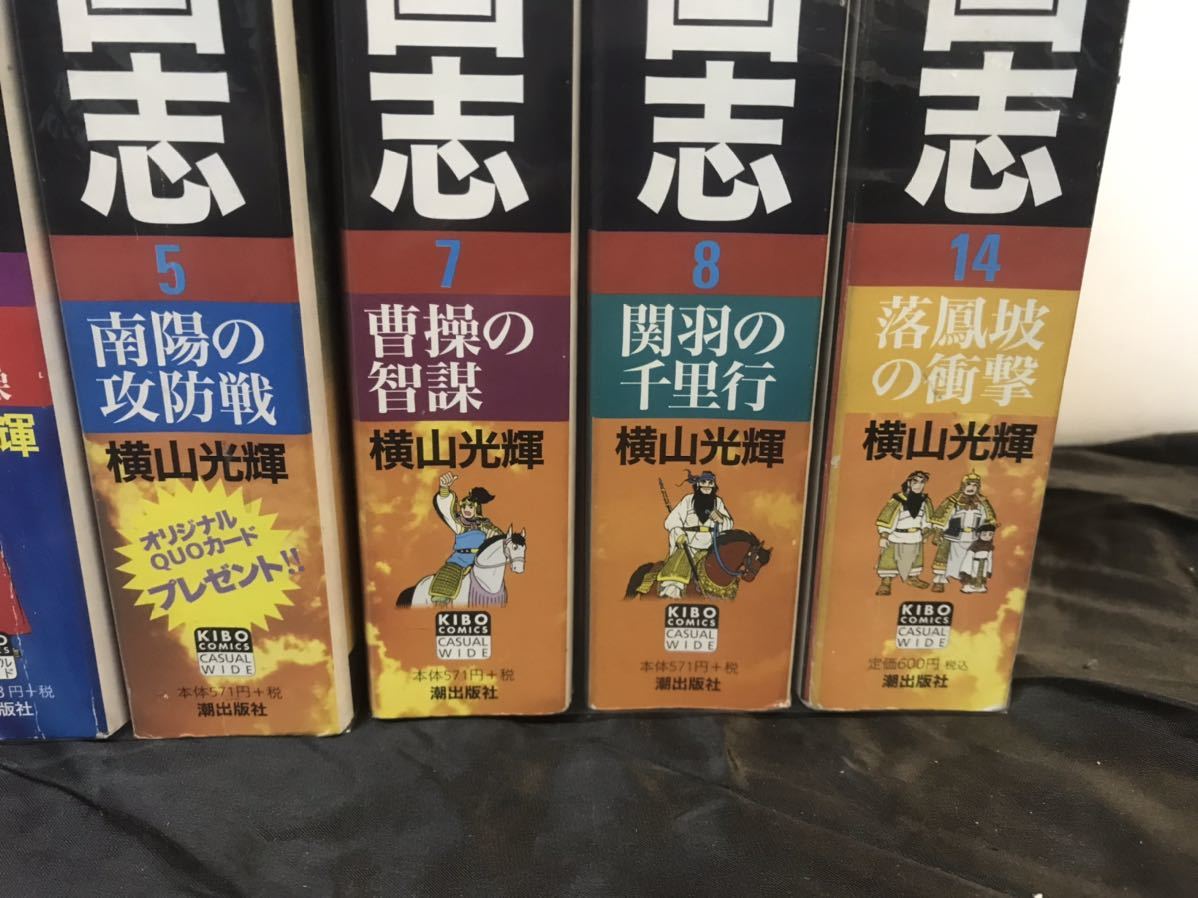 志
5
南陽の
攻防戦
横山光輝
オリジナル
QUOカード
プレゼント!!
KIBO
COMICS
CASUAL
WIDE
本体571円+税
潮出版社
志
7
曹操の
智謀
横山光輝
KIBO
COMICS
CASUAL
WIDE
本体571円+税
潮出版社
志
8
関羽の
千里行
横山光輝
KIBO
COMICS
CASUAL
WIDE
本体571円+税
潮出版社
志
14
落鳳坡
の衝撃
横山光輝
KIBO
COMICS
CASUAL
WIDE
定価600円 税込
潮出版社
輝
円+税
出版社